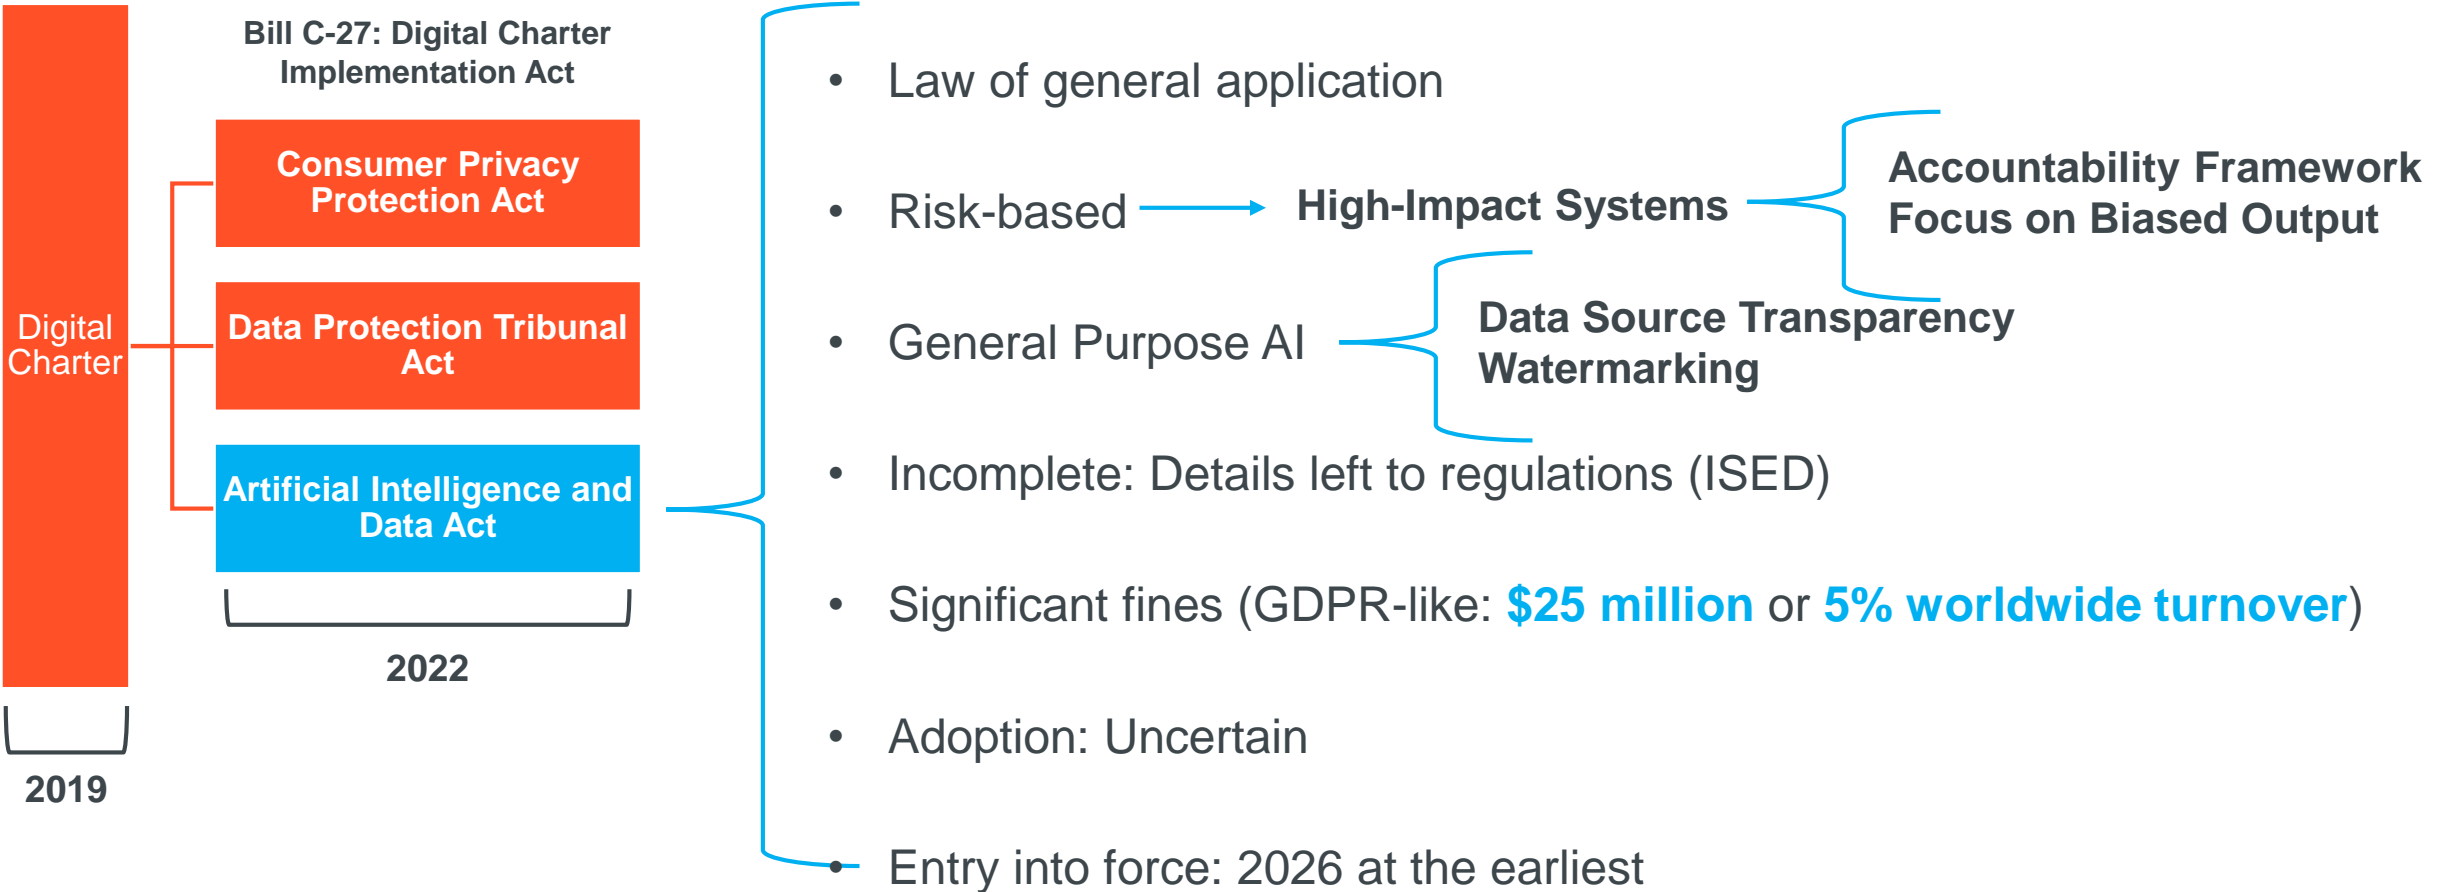 Digital
Charter
2019
Bill C-27: Digital Charter
Implementation Act
Consumer Privacy
Protection Act
Data Protection Tribunal
Act
Artificial Intelligence and
Data Act
2022
• Law of general application
• Risk-based
High-Impact Systems
Accountability Framework
Focus on Biased Output
• General Purpose AI
Data Source Transparency
Watermarking
• Incomplete: Details left to regulations (ISED)
• Significant fines (GDPR-like: $25 million or 5% worldwide turnover)
• Adoption: Uncertain
• Entry into force: 2026 at the earliest